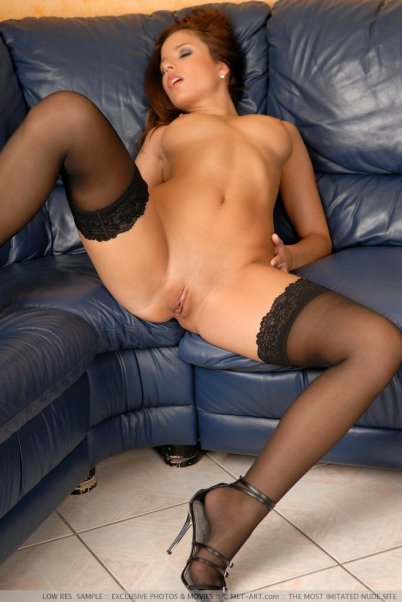 LOW RES. SAMPLE :: EXCLUSIVE PHOTOS & MOVIES :: © MET-ART.com :: THE MOST IMITATED NUDE SITE